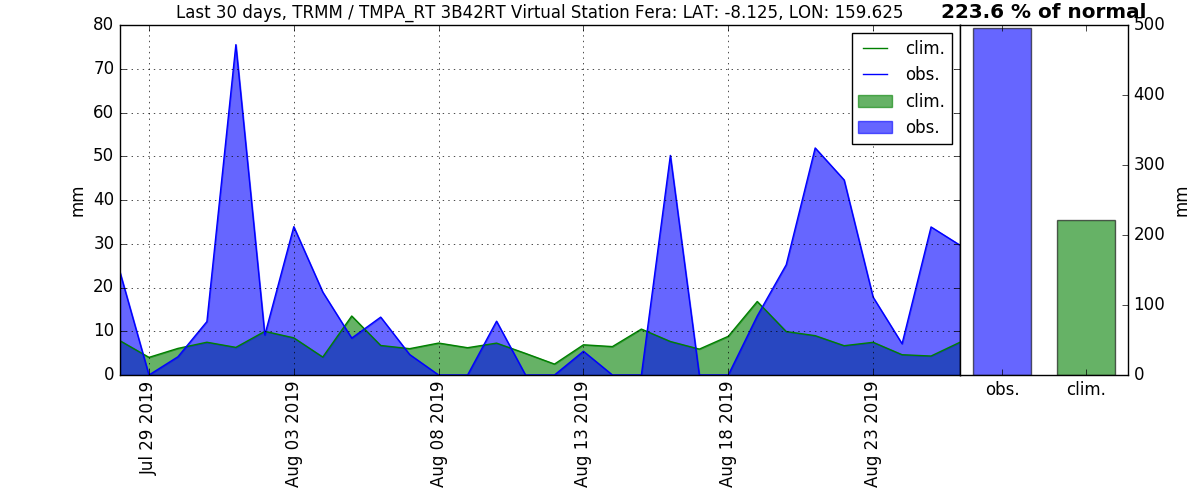 Last 30 days, TRMM / TMPA_RT 3B42RT Virtual Station Fera: LAT: -8.125, LON: 159.625
223.6 % of normal
80
70
60
50
40
30
20
10
0
mm
clim.
obs.
clim.
obs.
Jul 29 2019
Aug 03 2019
Aug 08 2019
Aug 13 2019
Aug 18 2019
Aug 23 2019
500
400
300
200
100
0
mm
obs.
clim.